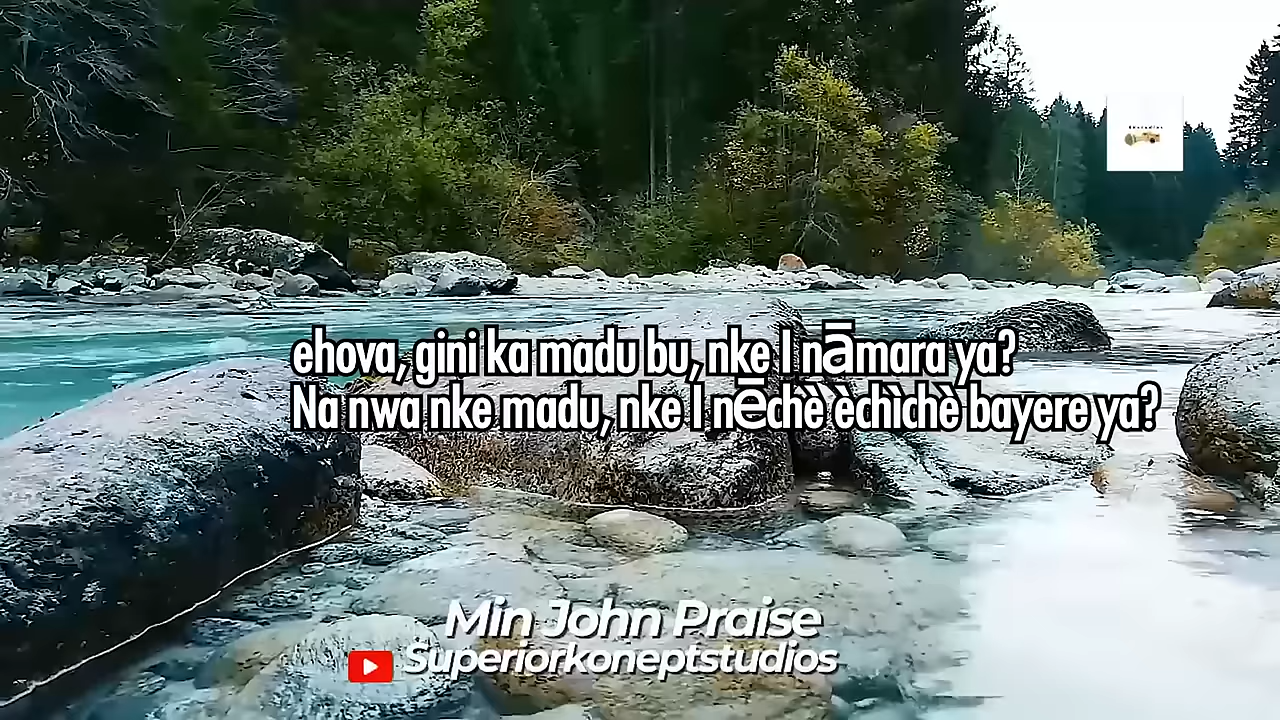 ehova, gini ka madu bu, nke I nāmara ya?
Na nwa nke madu, nke I nēchè èchìchè bayere ya?
Min John Praise
Superiorkoneptstudios